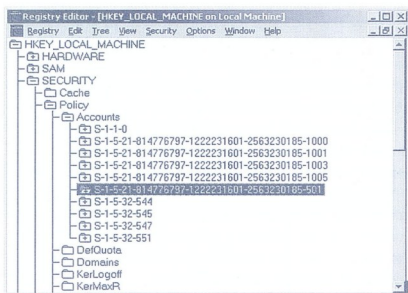 Registry Editor - [HKEY_LOCAL_MACHINE on Local Machine]
Registry Edit Tree View Security Options Window Help
HKEY_LOCAL_MACHINE
HARDWARE
SAM
SECURITY
Cache
Policy
Accounts
S-1-1-0
S-1-5-21-814776797-1222231601-2563230185-1000
S-1-5-21-814776797-1222231601-2563230185-1001
S-1-5-21-814776797-1222231601-2563230185-1003
S-1-5-21-814776797-1222231601-2563230185-1005
S-1-5-21-814776797-1222231601-2563230185-501
S-1-5-32-544
S-1-5-32-545
S-1-5-32-547
S-1-5-32-551
DefQuota
Domains
KerLogoff
KerMaxR